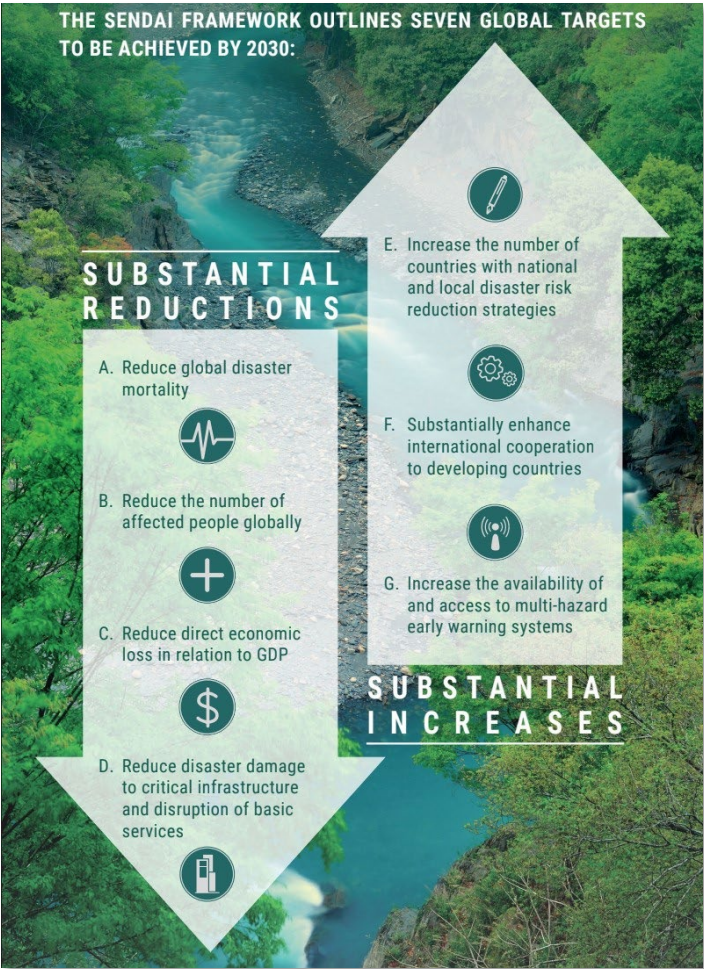 THE SENDAI FRAMEWORK OUTLINES SEVEN GLOBAL TARGETS
TO BE ACHIEVED BY 2030:
SUBSTANTIAL
REDUCTIONS
A. Reduce global disaster
mortality
B. Reduce the number of
affected people globally
C. Reduce direct economic
loss in relation to GDP
$
D. Reduce disaster damage
to critical infrastructure
and disruption of basic
services
E. Increase the number of
countries with national
and local disaster risk
reduction strategies
F. Substantially enhance
international cooperation
to developing countries
G. Increase the availability of
and access to multi-hazard
early warning systems
SUBSTANTIAL
INCREASES